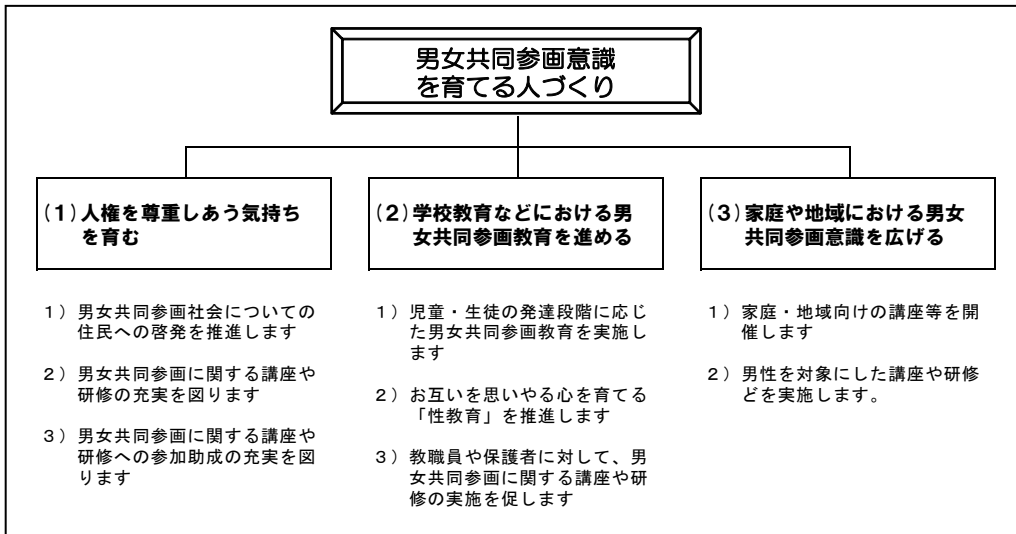 男女共同参画意識
を育てる人づくり
(1)人権を尊重しあう気持ち
を育む
1）男女共同参画社会についての
住民への啓発を推進します
2）男女共同参画に関する講座や
研修の充実を図ります
3）男女共同参画に関する講座や
研修への参加助成の充実を図
ります
(2)学校教育などにおける男
女共同参画教育を進める
1）児童・生徒の発達段階に応じ
た男女共同参画教育を実施し
ます
2）お互いを思いやる心を育てる
「性教育」を推進します
3）教職員や保護者に対して、男
女共同参画に関する講座や研
修の実施を促します
(3)家庭や地域における男女
共同参画意識を広げる
1）家庭・地域向けの講座等を開
催します
2）男性を対象にした講座や研修
どを実施します。